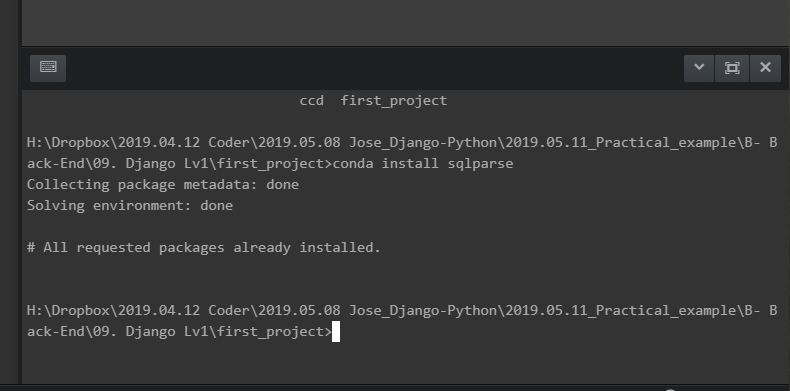 ccd  first_project
H:\Dropbox\2019.04.12 Coder\2019.05.08 Jose_Django-Python\2019.05.11_Practical_example\B- B
ack-End\09. Django Lv1\first_project>conda install sqlparse
Collecting package metadata: done
Solving environment: done
# All requested packages already installed.
H:\Dropbox\2019.04.12 Coder\2019.05.08 Jose_Django-Python\2019.05.11_Practical_example\B- B
ack-End\09. Django Lv1\first_project>